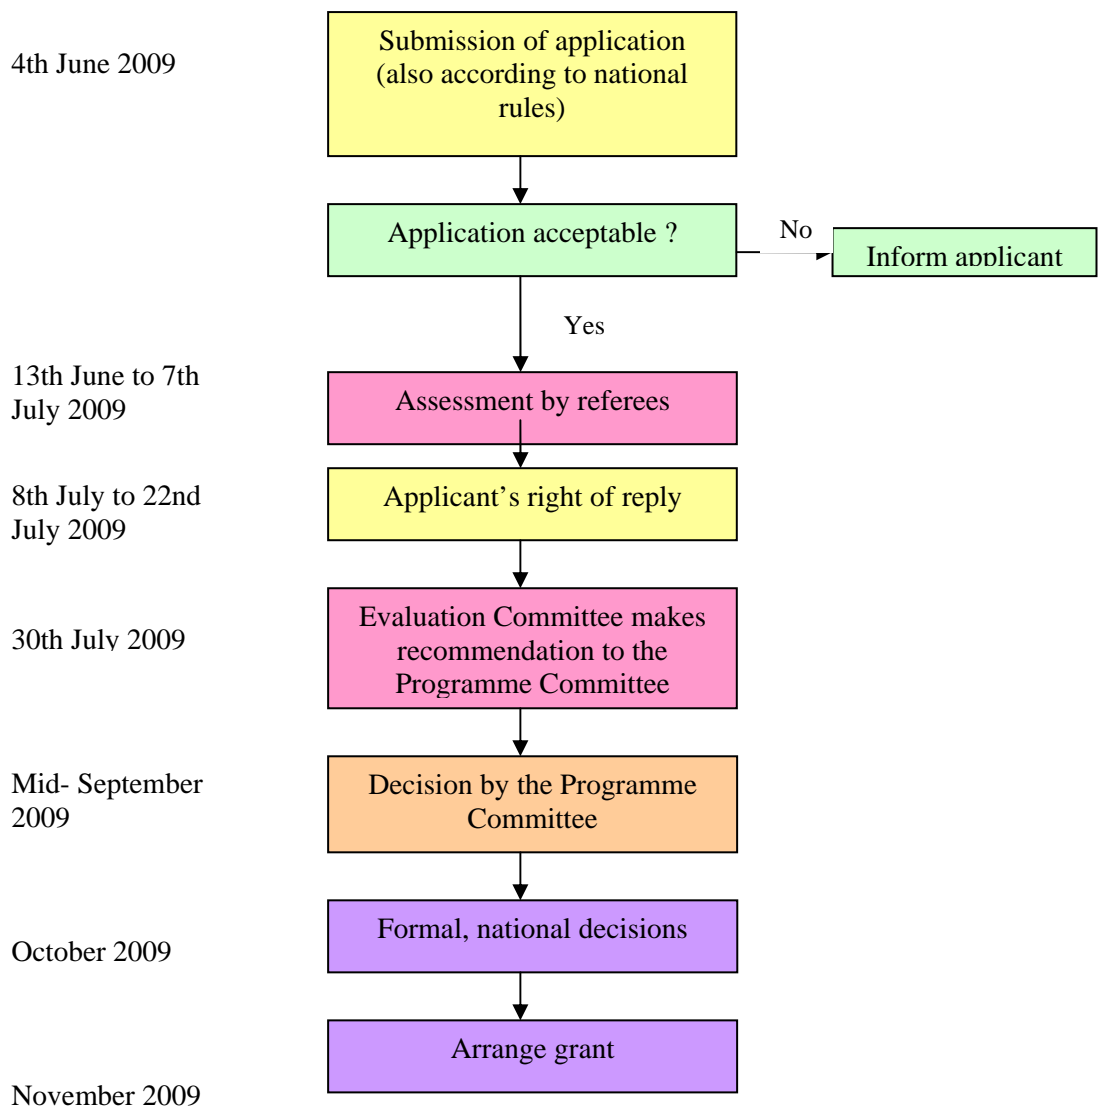 4th June 2009
Submission of application
(also according to national
rules)
Application acceptable ?
No
Inform applicant
Yes
13th June to 7th
July 2009
Assessment by referees
8th July to 22nd
July 2009
Applicant’s right of reply
30th July 2009
Evaluation Committee makes
recommendation to the
Programme Committee
Mid- September
2009
Decision by the Programme
Committee
October 2009
Formal, national decisions
Arrange grant
November 2009